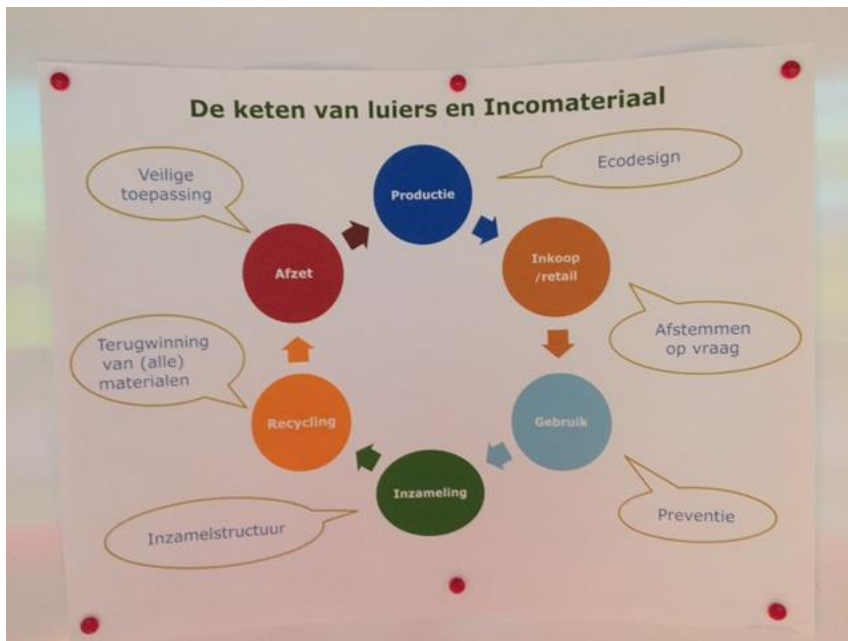 De keten van luiers en Incomateriaal
Productie
Ecodesign
Inkoop
/retail
Afstemmen
op vraag
Gebruik
Preventie
Inzameling
Inzamelstructuur
Recycling
Terugwinning
van (alle)
materialen
Afzet
Veilige
toepassing